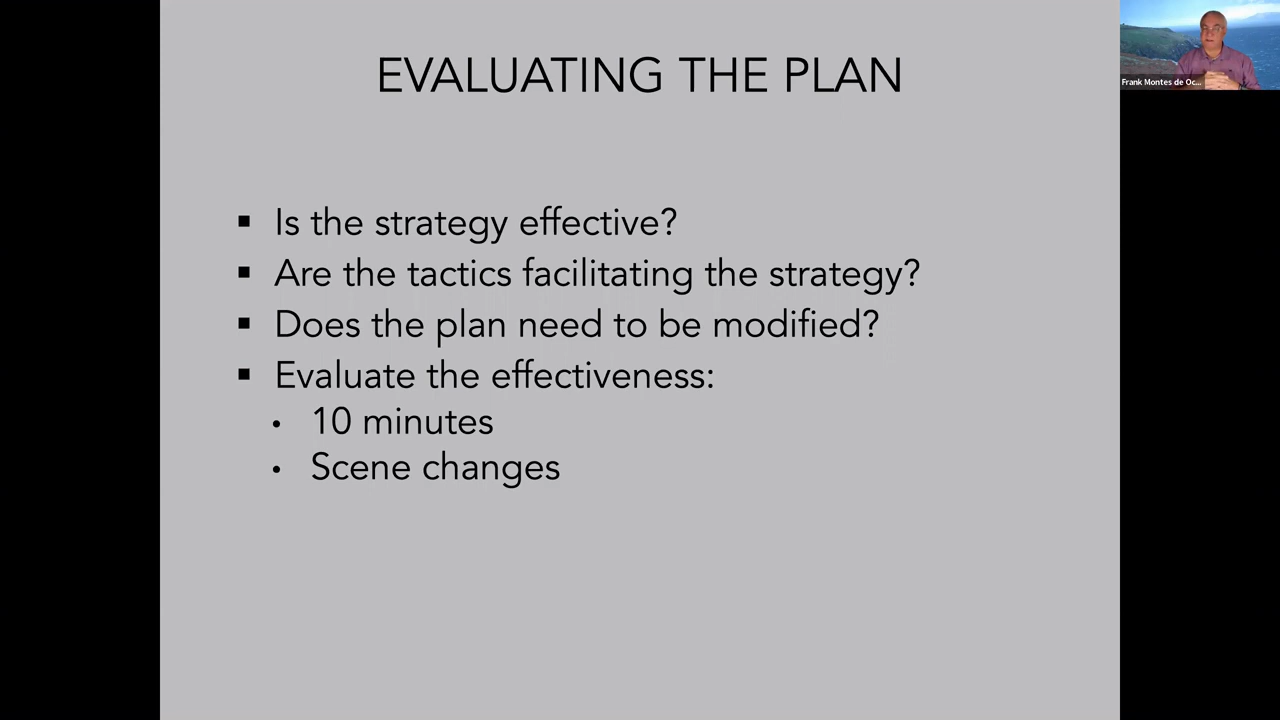 EVALUATING THE PLAN
▪ Is the strategy effective?
▪ Are the tactics facilitating the strategy?
▪ Does the plan need to be modified?
▪ Evaluate the effectiveness:
• 10 minutes
• Scene changes
Frank Montes de Oc...